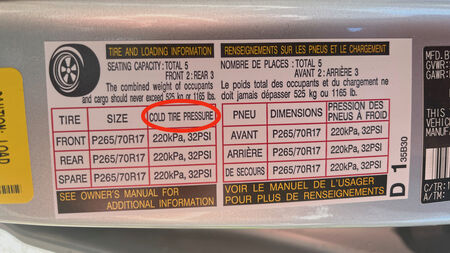 TIRE AND LOADING INFORMATION
SEATING CAPACITY:TOTAL 5
FRONT 2:REAR 3
The combined weight of occupants
and cargo should never exceed 525 kg or 1165 lbs.
TIRE SIZE COLD TIRE PRESSURE
FRONT P265/70R17 220kPa, 32PSI
REAR P265/70R17 220kPa, 32PSI
SPARE P265/70R17 220kPa, 32PSI
SEE OWNER'S MANUAL FOR
ADDITIONAL INFORMATION
RENSEIGNEMENTS SUR LES PNEUS ET LE CHARGEMENT
NOMBRE DE PLACES :TOTAL 5
AVANT 2 :ARRIÈRE 3
Le poids total des occupants et du chargement ne
doit jamais dépasser 525 kg ou 1165 lb.
PNEU DIMENSIONS PRESSION DES
PNEUS À FROID
AVANT P265/70R17 220kPa, 32PSI
ARRIÈRE P265/70R17 220kPa, 32PSI
DE SECOURS P265/70R17 220kPa, 32PSI
VOIR LE MANUEL DE L'USAGER
POUR PLUS DE RENSEIGNEMENTS
D 1 35B30
MFD. B
GVWR:
GAWR:
THIS
VEHICL
MANUFA
C/TR:
A/TM:
LOAD